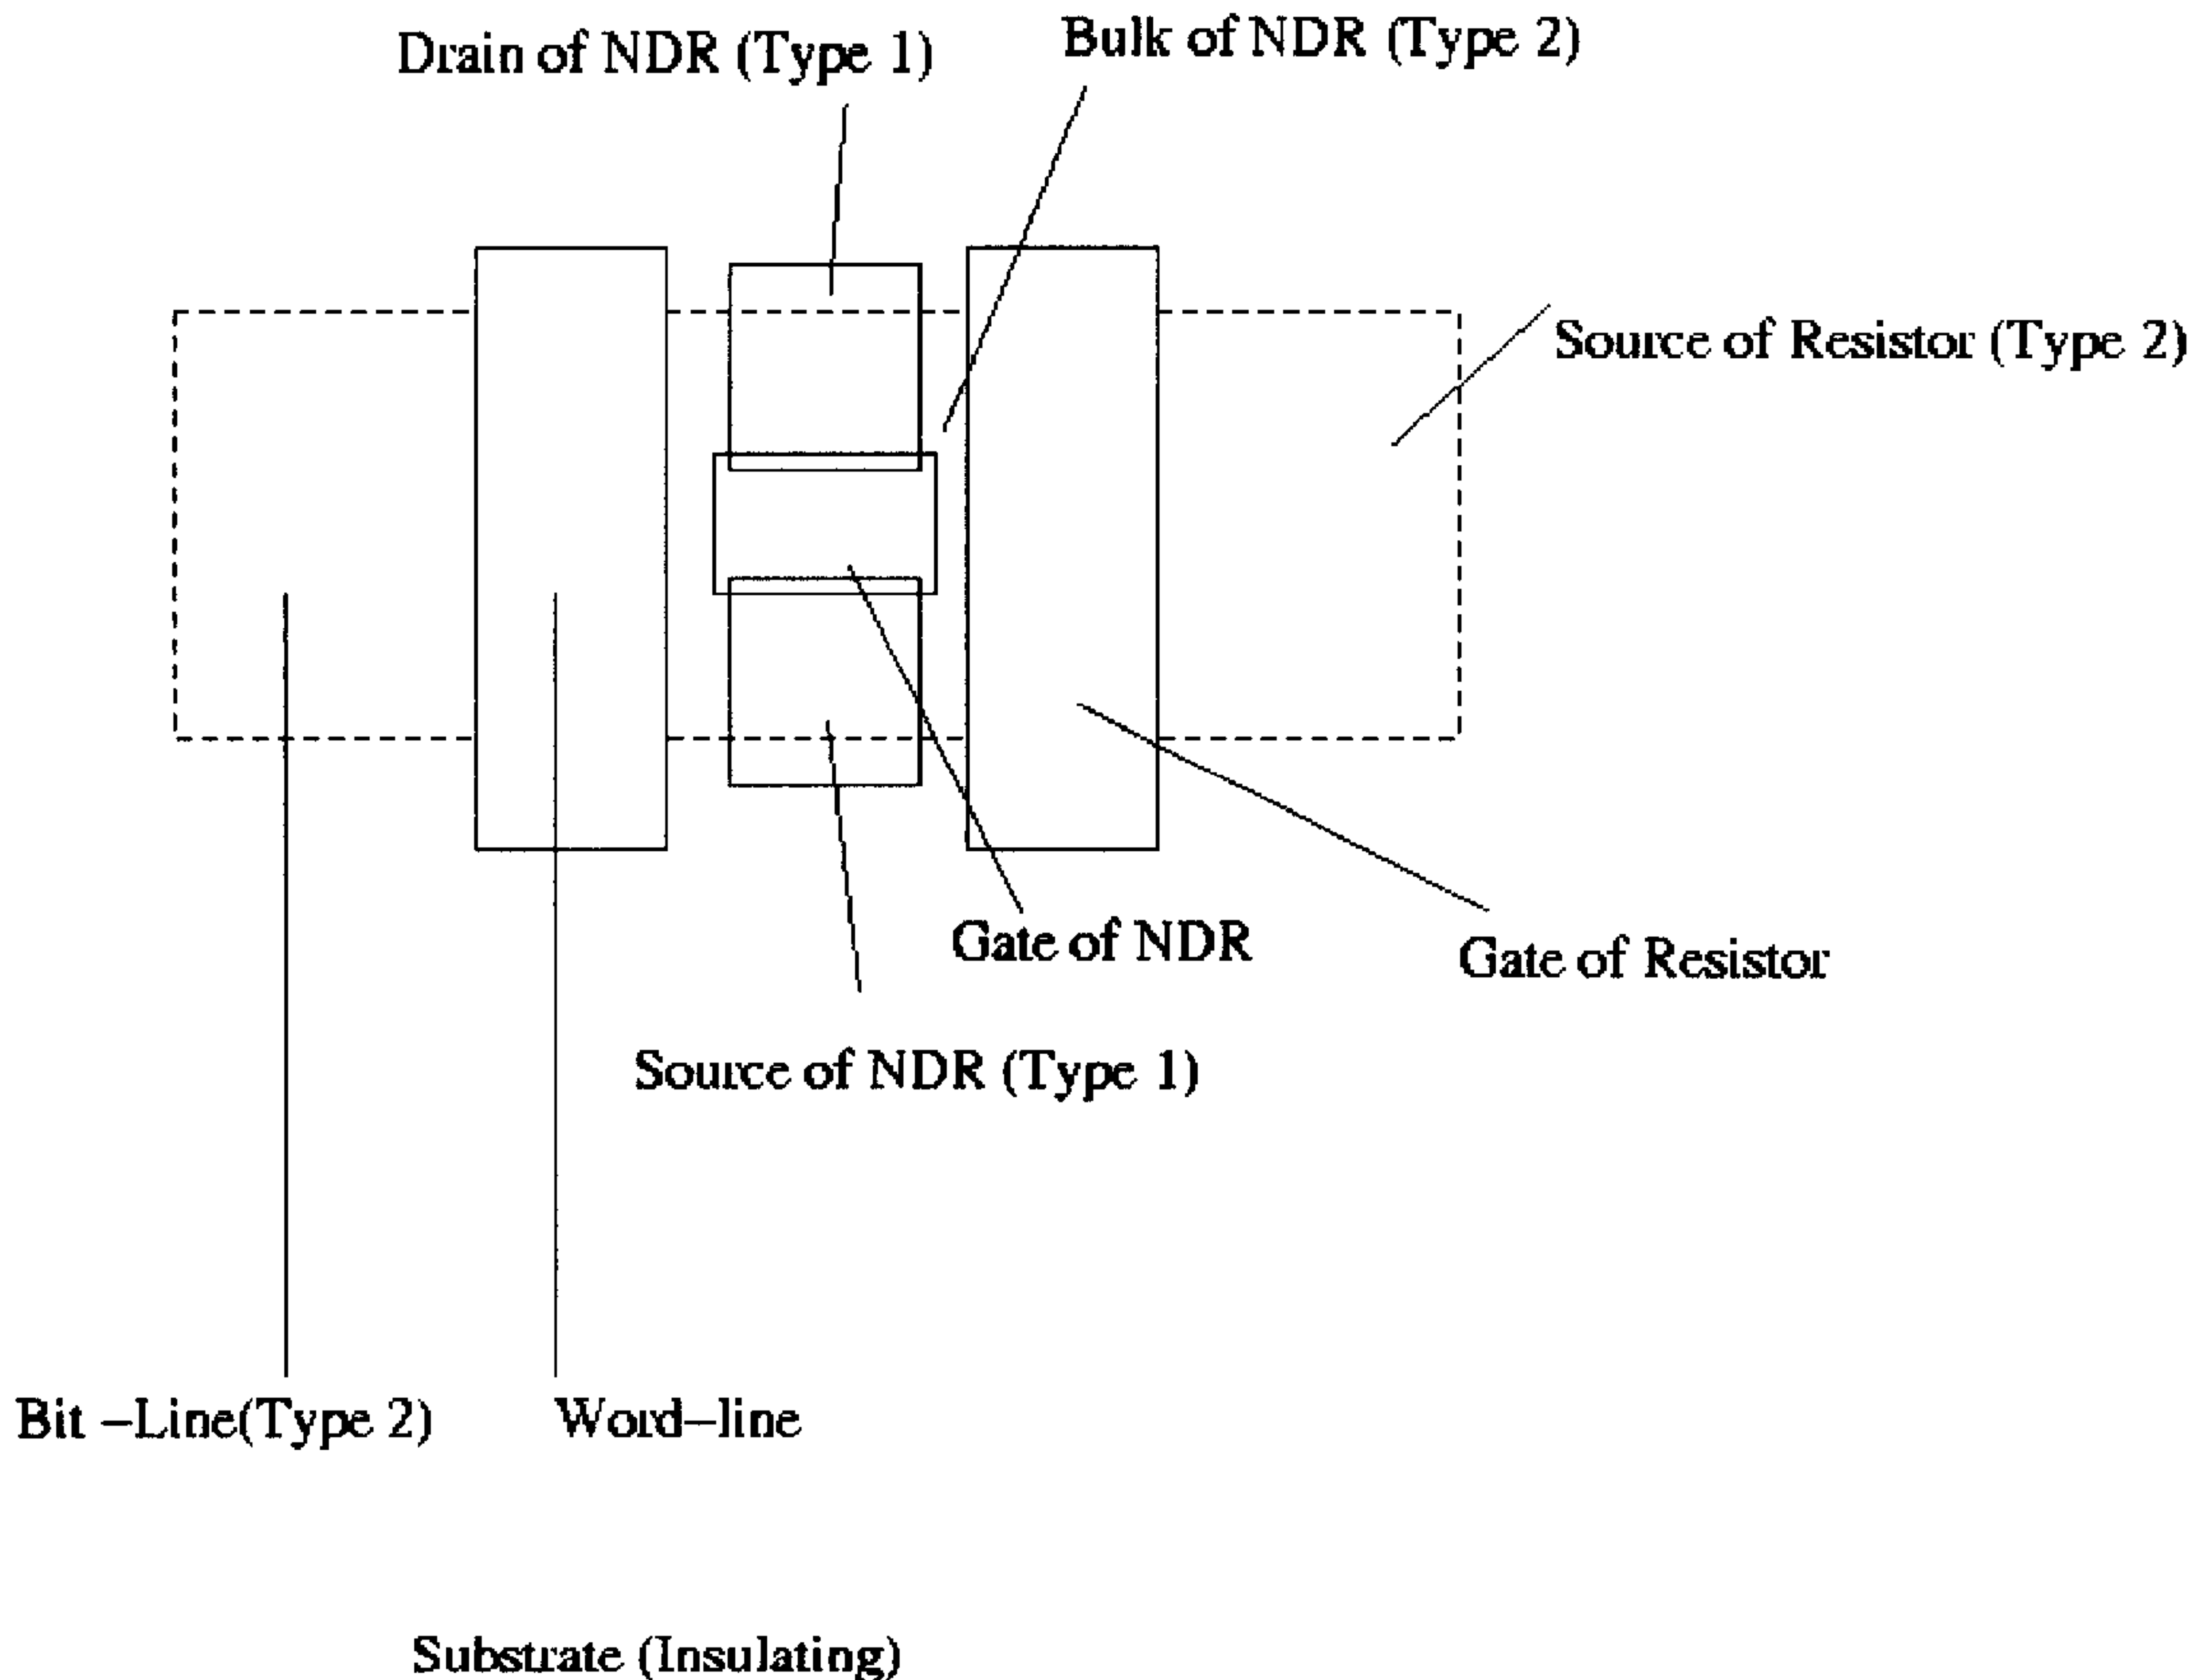 Drain of NDR (Type 1)
Bulk of NDR (Type 2)
Source of Resistor (Type 2)
Gate of NDR
Gate of Resistor
Source of NDR (Type 1)
Bit –Line(Type 2)
Word–line
Substrate (Insulating)